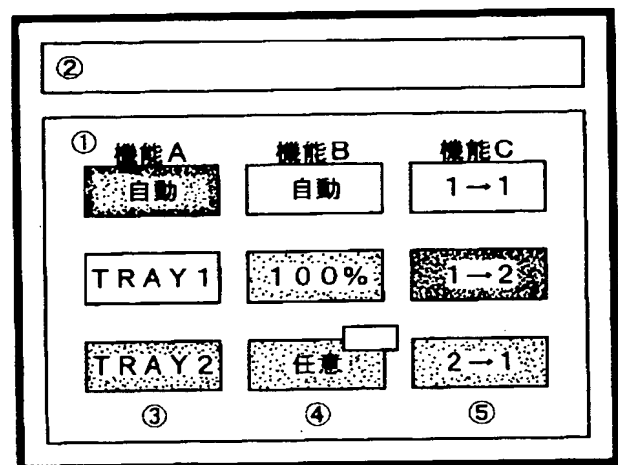 ②
①
機能A 機能B 機能C
自動 自動 1→1
TRAY1 100% 1→2
TRAY2 任意 2→1
③ ④ ⑤